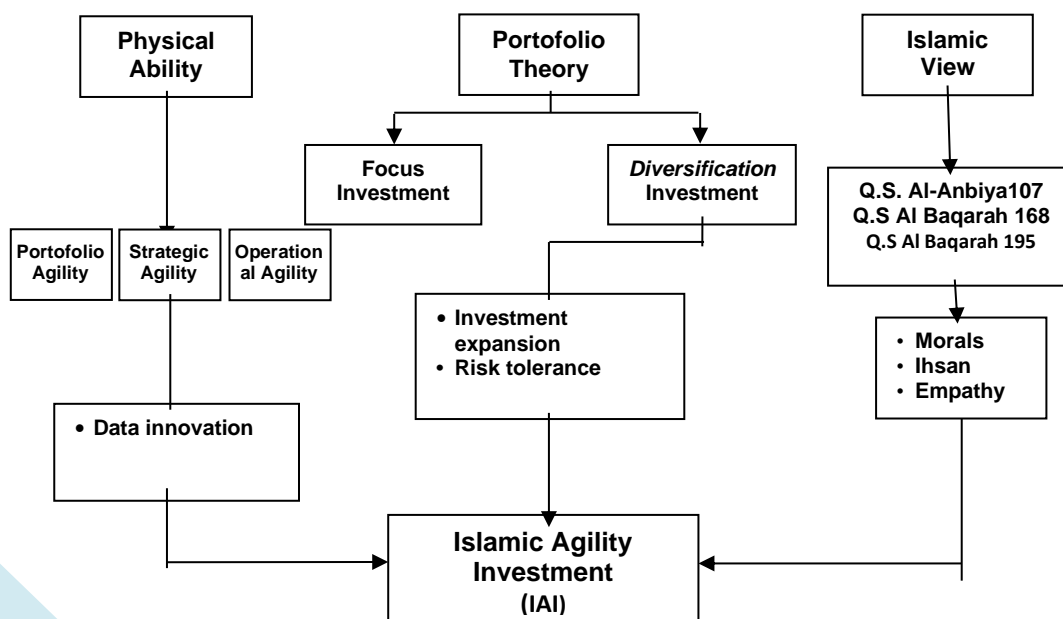 Physical
Ability
Portofolio
Theory
Islamic
View
Focus
Investment
Diversification
Investment
Q.S. Al-Anbiya107
Q.S Al Baqarah 168
Q.S Al Baqarah 195
Portofolio
Agility
Strategic
Agility
Operation
al Agility
• Investment
expansion
• Risk tolerance
• Morals
• Ihsan
• Empathy
• Data innovation
Islamic Agility
Investment
(IAI)